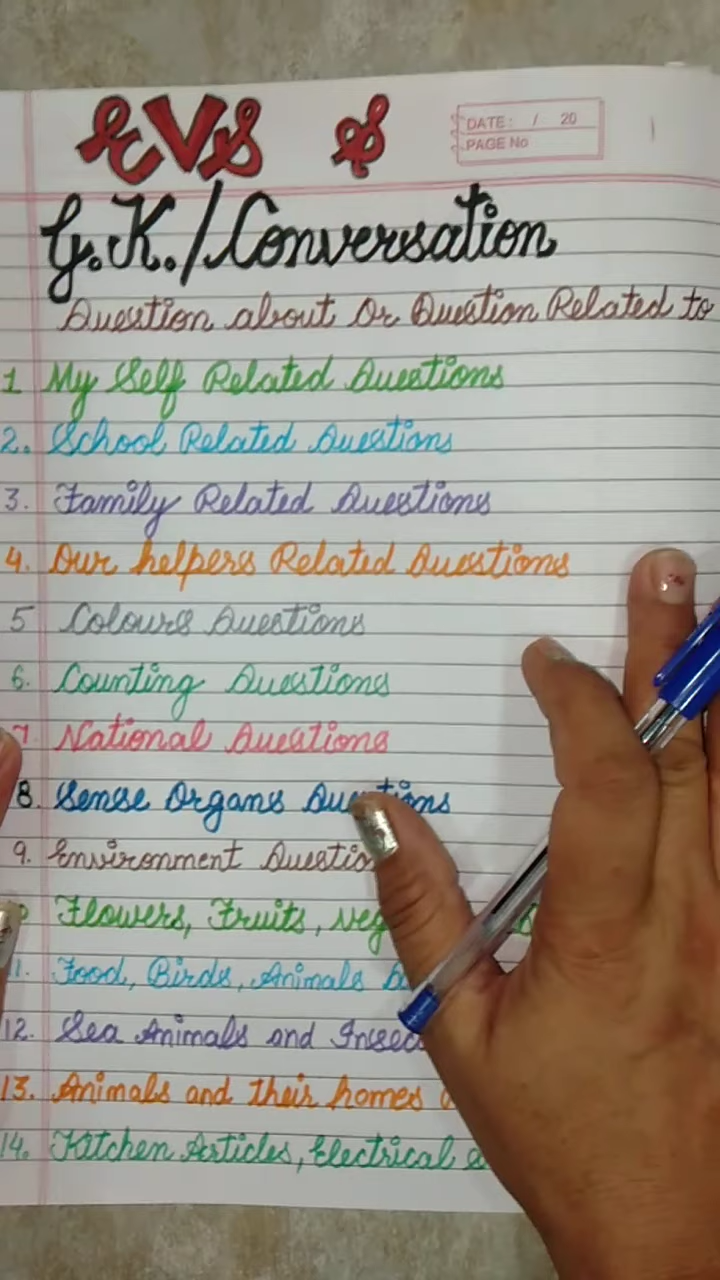 EVS &
DATE: / 20
PAGE No
G.K./Conversation
Question about Or Question Related to
1 My Self Related Questions
2. School Related Questions
3. Family Related Questions
4. Our helpers Related Questions
5 Colours Questions
6. Counting Questions
7. National Questions
8. Sense Organs Questions
9. Environment
Flowers, Fruits,
11. Food, Birds, Animals
12. Sea Animals and
13. Animals and their homes
14. Kitchen Articles, Electrical